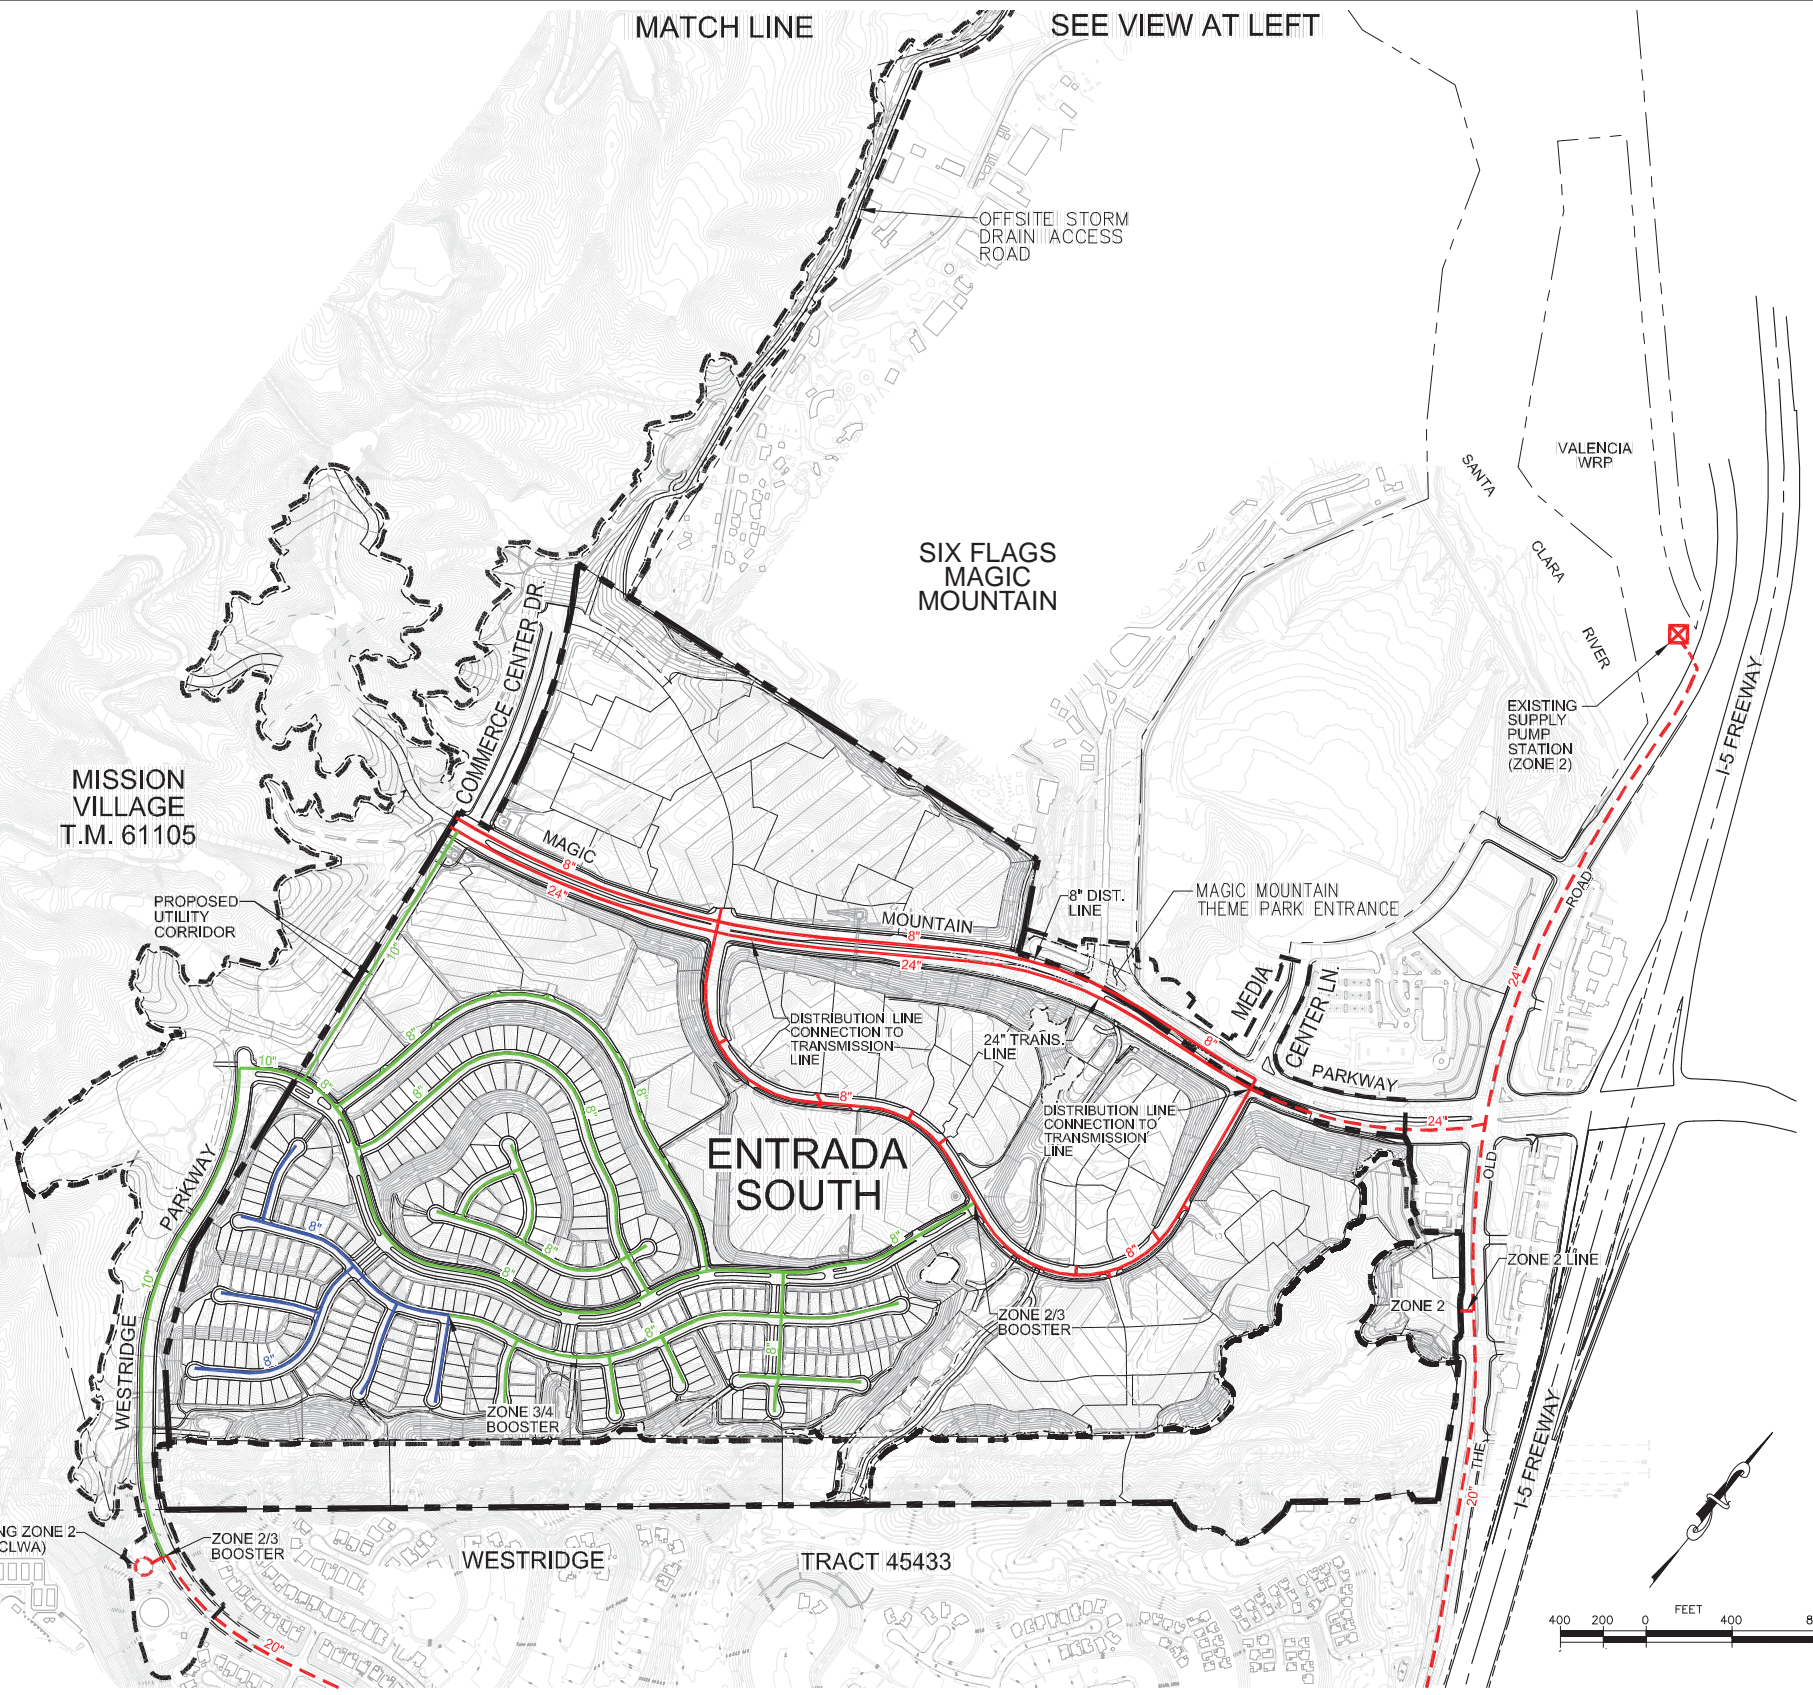 MATCH LINE
SEE VIEW AT LEFT
OFFSITE STORM
DRAIN ACCESS
ROAD
VALENCIA
WRP
SANTA
CLARA
RIVER
SIX FLAGS
MAGIC
MOUNTAIN
COMMERCE CENTER DR.
EXISTING
SUPPLY
PUMP
STATION
(ZONE 2)
I-5 FREEWAY
MISSION
VILLAGE
T.M. 61105
MAGIC
8"
24"
PROPOSED
UTILITY
CORRIDOR
10"
MOUNTAIN
8"
24"
8" DIST.
LINE
MAGIC MOUNTAIN
THEME PARK ENTRANCE
ROAD
24"
MEDIA
CENTER LN.
DISTRIBUTION LINE
CONNECTION TO
TRANSMISSION
LINE
24" TRANS.
LINE
8"
PARKWAY
10"
8"
8"
8"
8"
8"
8"
DISTRIBUTION LINE
CONNECTION TO
TRANSMISSION
LINE
24"
OLD
ENTRADA
SOUTH
PARKWAY
8"
8"
8"
8"
8"
10"
8"
ZONE 2 LINE
ZONE 2
ZONE 2/3
BOOSTER
WESTRIDGE
8"
8"
8"
ZONE 3/4
BOOSTER
THE
20"
I-5 FREEWAY
NG ZONE 2
CLWA)
ZONE 2/3
BOOSTER
WESTRIDGE
TRACT 45433
20"
FEET
400 200 0 400 8